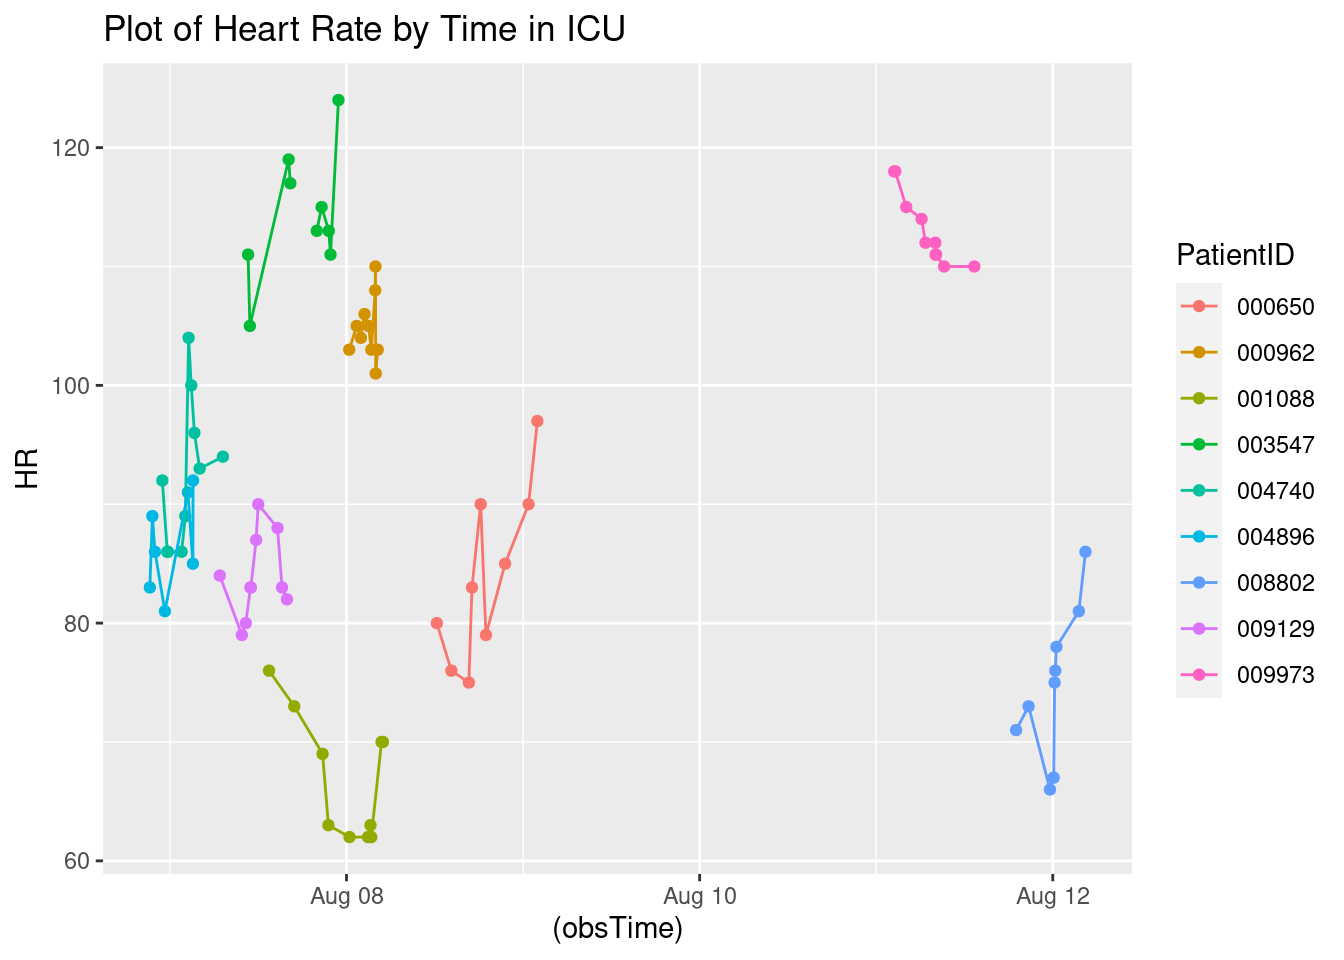 Plot of Heart Rate by Time in ICU
HR
120
100
80
60
Aug 08
Aug 10
Aug 12
(obsTime)
PatientID
000650
000962
001088
003547
004740
004896
008802
009129
009973